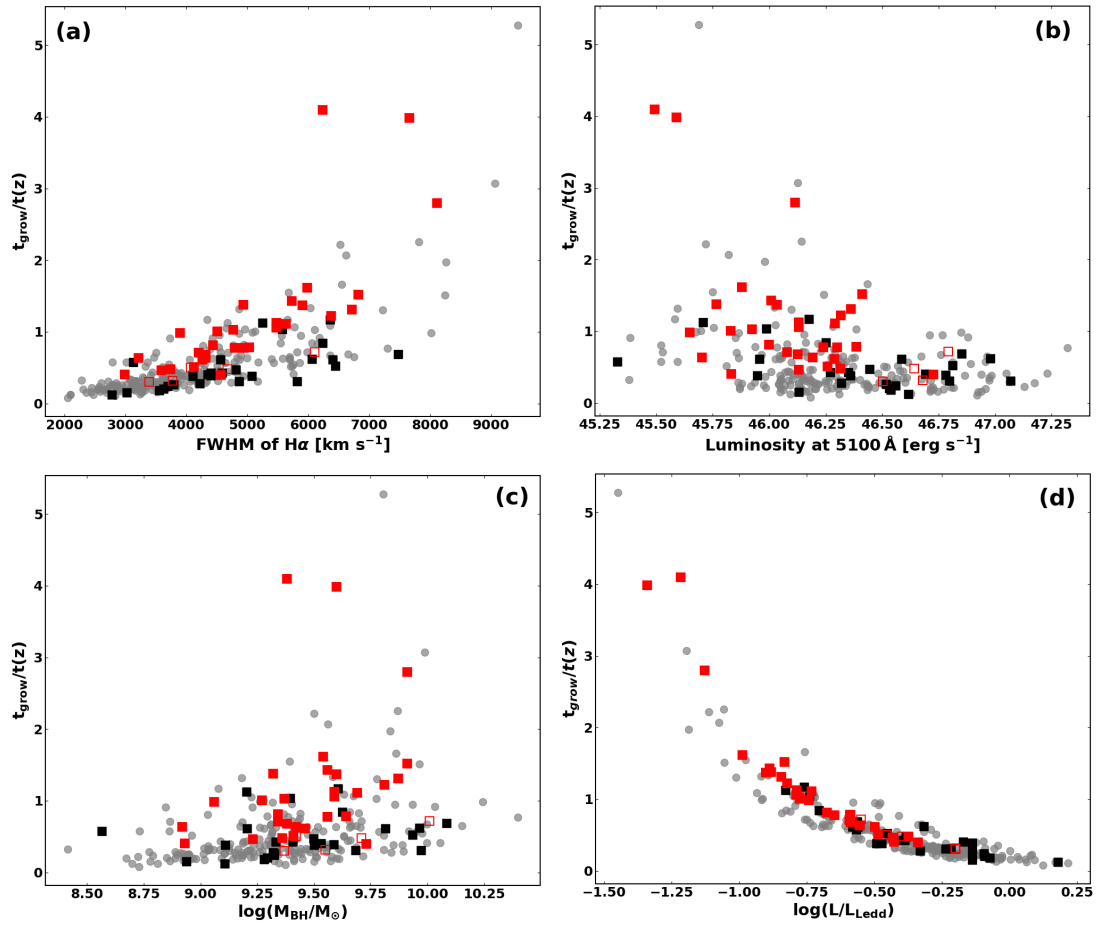 (a)
5
4
3
2
1
0
t_grow/t(z)
2000 3000 4000 5000 6000 7000 8000 9000
FWHM of Hα [km s⁻¹]
(b)
5
4
3
2
1
0
t_grow/t(z)
45.25 45.50 45.75 46.00 46.25 46.50 46.75 47.00 47.25
Luminosity at 5100 Å [erg s⁻¹]
(c)
5
4
3
2
1
0
t_grow/t(z)
8.50 8.75 9.00 9.25 9.50 9.75 10.00 10.25
log(M_BH/M_⊙)
(d)
5
4
3
2
1
0
t_grow/t(z)
−1.50 −1.25 −1.00 −0.75 −0.50 −0.25 0.00 0.25
log(L/L_Ledd)